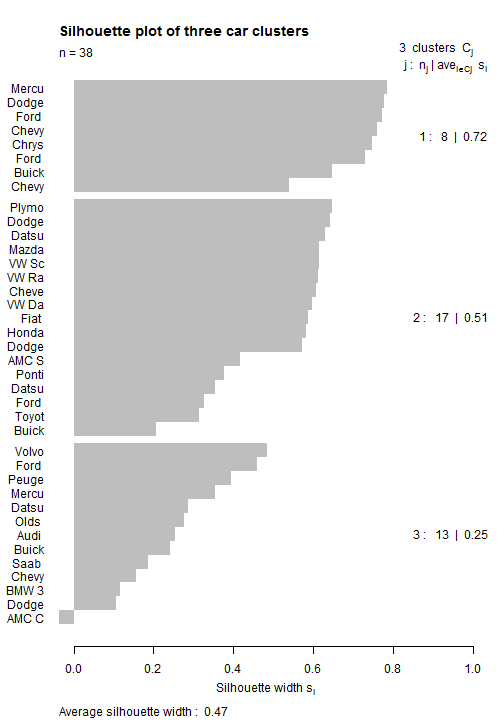 Silhouette plot of three car clusters
n = 38
3 clusters Cj
j : nj | avei∈Cj si
Mercu
Dodge
Ford
Chevy
1 : 8 | 0.72
Chrys
Ford
Buick
Chevy
Plymo
Dodge
Datsu
Mazda
VW Sc
VW Ra
Cheve
VW Da
Fiat
2 : 17 | 0.51
Honda
Dodge
AMC S
Ponti
Datsu
Ford
Toyot
Buick
Volvo
Ford
Peuge
Mercu
Datsu
Olds
Audi
3 : 13 | 0.25
Buick
Saab
Chevy
BMW 3
Dodge
AMC C
0.0 0.2 0.4 0.6 0.8 1.0
Silhouette width si
Average silhouette width : 0.47